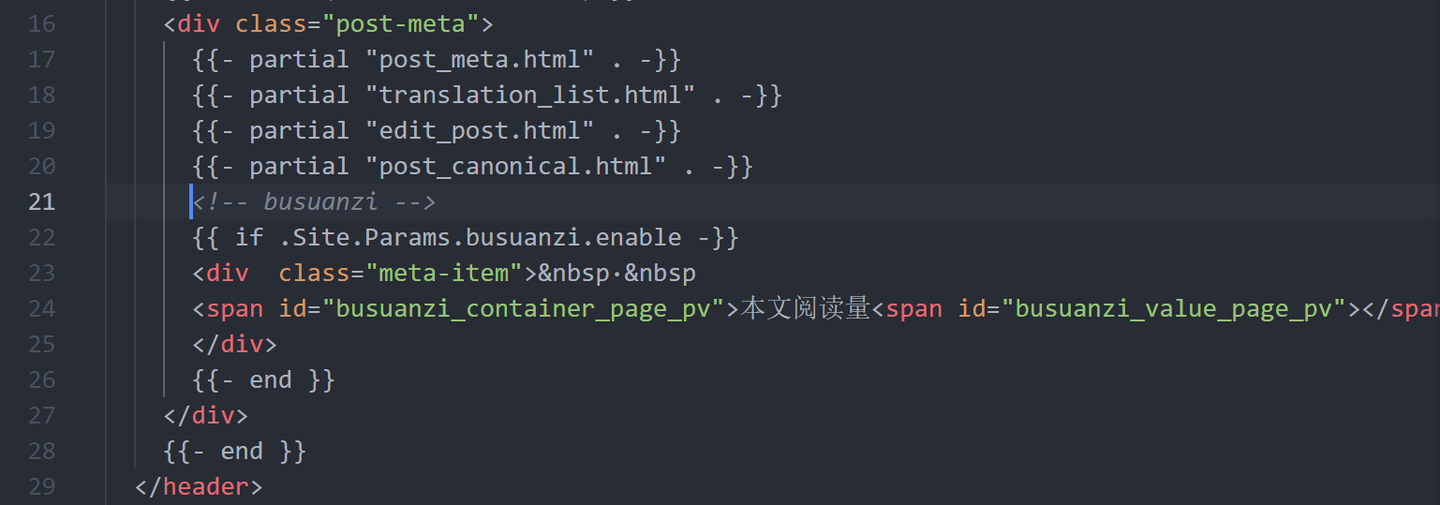 16 <div class="post-meta">
17 {{- partial "post_meta.html" . -}}
18 {{- partial "translation_list.html" . -}}
19 {{- partial "edit_post.html" . -}}
20 {{- partial "post_canonical.html" . -}}
21 <!-- busuanzi -->
22 {{ if .Site.Params.busuanzi.enable -}}
23 <div  class="meta-item">&nbsp·&nbsp
24 <span id="busuanzi_container_page_pv">本文阅读量<span id="busuanzi_value_page_pv"></spa
25 </div>
26 {{- end }}
27 </div>
28 {{- end }}
29 </header>